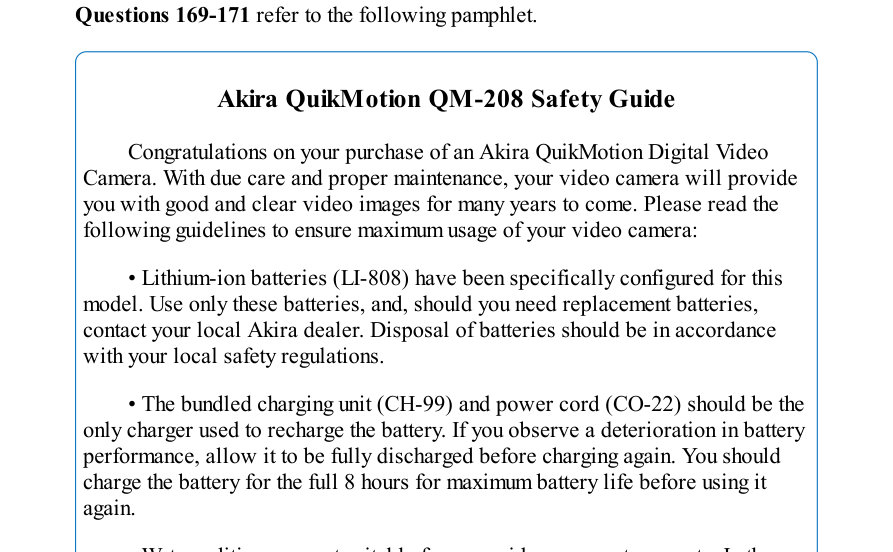 Questions 169-171 refer to the following pamphlet.
Akira QuikMotion QM-208 Safety Guide
Congratulations on your purchase of an Akira QuikMotion Digital Video
Camera. With due care and proper maintenance, your video camera will provide
you with good and clear video images for many years to come. Please read the
following guidelines to ensure maximum usage of your video camera:
• Lithium-ion batteries (LI-808) have been specifically configured for this
model. Use only these batteries, and, should you need replacement batteries,
contact your local Akira dealer. Disposal of batteries should be in accordance
with your local safety regulations.
• The bundled charging unit (CH-99) and power cord (CO-22) should be the
only charger used to recharge the battery. If you observe a deterioration in battery
performance, allow it to be fully discharged before charging again. You should
charge the battery for the full 8 hours for maximum battery life before using it
again.